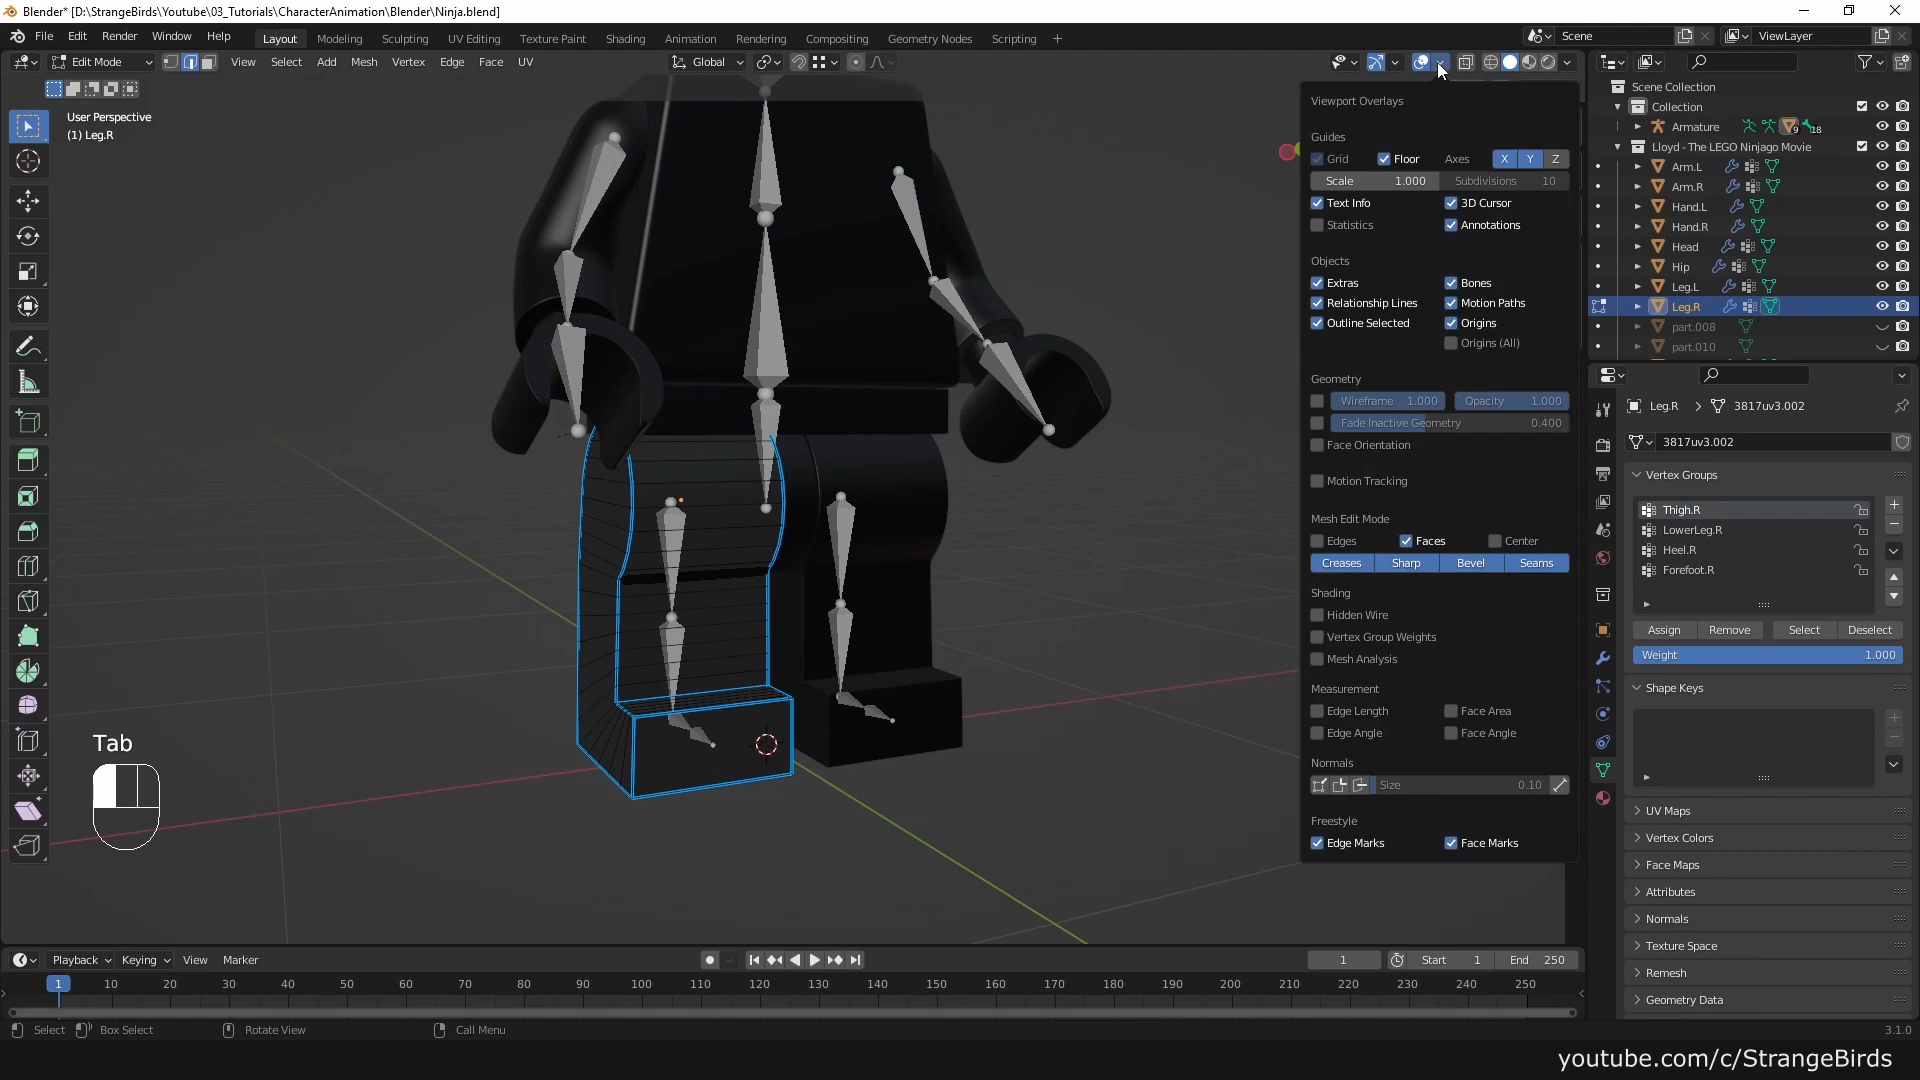 Blender* [D:\StrangeBirds\Youtube\03_Tutorials\CharacterAnimation\Blender\Ninja.blend]
File Edit Render Window Help Layout Modeling Sculpting UV Editing Texture Paint Shading Animation Rendering Compositing Geometry Nodes Scripting + Scene ViewLayer
Edit Mode View Select Add Mesh Vertex Edge Face UV Global
User Perspective
(1) Leg.R
Viewport Overlays
Guides
Grid Floor Axes X Y Z
Scale 1.000 Subdivisions 10
Text Info 3D Cursor
Statistics Annotations
Objects
Extras Bones
Relationship Lines Motion Paths
Outline Selected Origins
Origins (All)
Geometry
Wireframe 1.000 Opacity 1.000
Fade Inactive Geometry 0.400
Face Orientation
Motion Tracking
Mesh Edit Mode
Edges Faces Center
Creases Sharp Bevel Seams
Shading
Hidden Wire
Vertex Group Weights
Mesh Analysis
Measurement
Edge Length Face Area
Edge Angle Face Angle
Normals
Size 0.10
Freestyle
Edge Marks Face Marks
Scene Collection
Collection
Armature 9 18
Lloyd - The LEGO Ninjago Movie
Arm.L
Arm.R
Hand.L
Hand.R
Head
Hip
Leg.L
Leg.R
part.008
part.010
Leg.R > 3817uv3.002
3817uv3.002
Vertex Groups
Thigh.R
LowerLeg.R
Heel.R
Forefoot.R
Assign Remove Select Deselect
Weight 1.000
Shape Keys
UV Maps
Vertex Colors
Face Maps
Attributes
Normals
Texture Space
Remesh
Geometry Data
Tab
Playback Keying View Marker 1 Start 1 End 250
1 10 20 30 40 50 60 70 80 90 100 110 120 130 140 150 160 170 180 190 200 210 220 230 240 250
Select Box Select Rotate View Call Menu 3.1.0
youtube.com/c/StrangeBirds